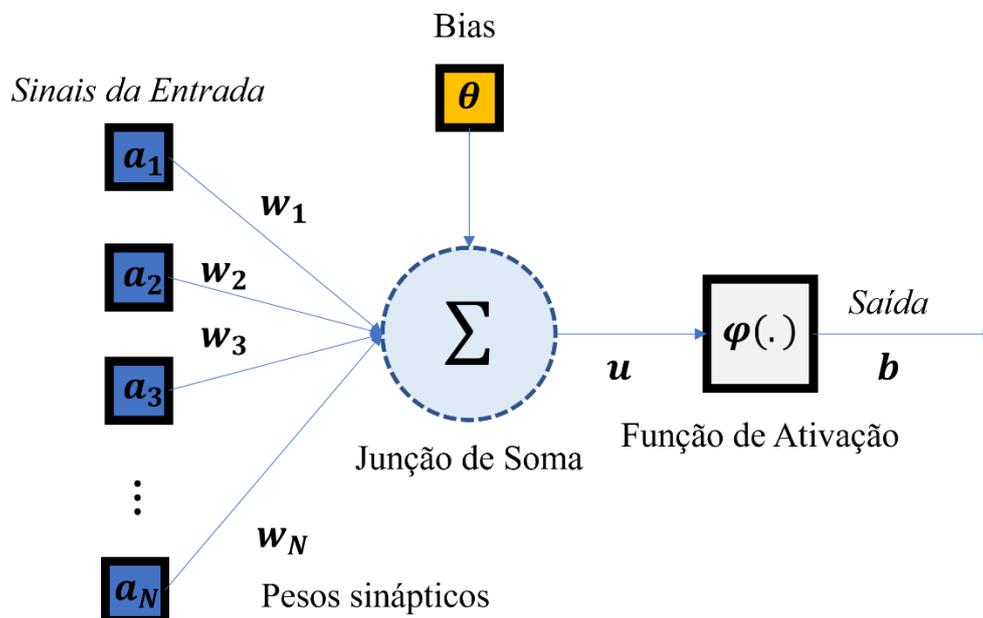 Bias
θ
Sinais da Entrada
a₁
w₁
a₂
w₂
w₃
a₃
∑
u
φ(.)
Saída
b
Função de Ativação
Junção de Soma
⋮
w_N
a_N
Pesos sinápticos